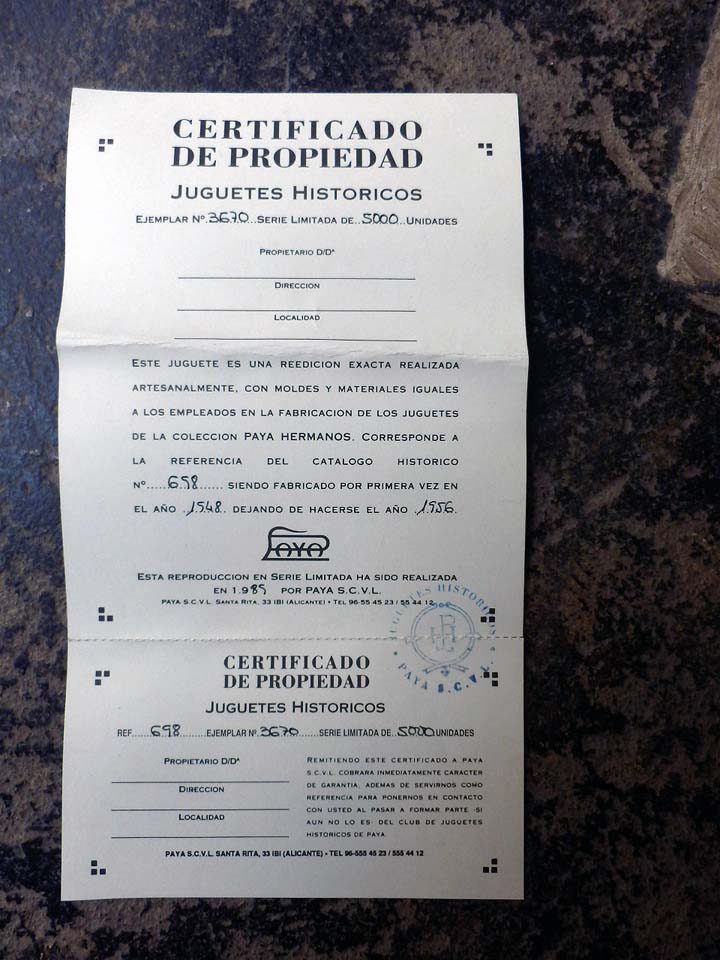 CERTIFICADO
DE PROPIEDAD
JUGUETES HISTORICOS
EJEMPLAR Nº.3670...SERIE LIMITADA DE..5000..UNIDADES
PROPIETARIO D/Dª
DIRECCION
LOCALIDAD
ESTE JUGUETE ES UNA REEDICION EXACTA REALIZADA
ARTESANALMENTE, CON MOLDES Y MATERIALES IGUALES
A LOS EMPLEADOS EN LA FABRICACION DE LOS JUGUETES
DE LA COLECCION PAYA HERMANOS. CORRESPONDE A
LA REFERENCIA DEL CATALOGO HISTORICO
Nº.....698...... SIENDO FABRICADO POR PRIMERA VEZ EN
EL AÑO .1948. DEJANDO DE HACERSE EL AÑO .1956.
PAYA
ESTA REPRODUCCION EN SERIE LIMITADA HA SIDO REALIZADA
EN 1.985 POR PAYA S.C.V.L.
PAYA S.C.V.L. SANTA RITA, 33 IBI (ALICANTE) • TEL 96-55 45 23 / 55 44 12
JUGUETES HISTORICOS • PAYA S.C.V.L. •
CERTIFICADO
DE PROPIEDAD
JUGUETES HISTORICOS
REF......698........EJEMPLAR Nº.3670......SERIE LIMITADA DE..5000 UNIDADES
PROPIETARIO D/Dª
DIRECCION
LOCALIDAD
REMITIENDO ESTE CERTIFICADO A PAYA
S.C.V.L. COBRARA INMEDIATAMENTE CARACTER
DE GARANTIA, ADEMAS DE SERVIRNOS COMO
REFERENCIA PARA PONERNOS EN CONTACTO
CON USTED AL PASAR A FORMAR PARTE -SI
AUN NO LO ES- DEL CLUB DE JUGUETES
HISTORICOS DE PAYA.
PAYA S.C.V.L. SANTA RITA, 33 IBI (ALICANTE) • TEL 96-555 45 23 / 555 44 12